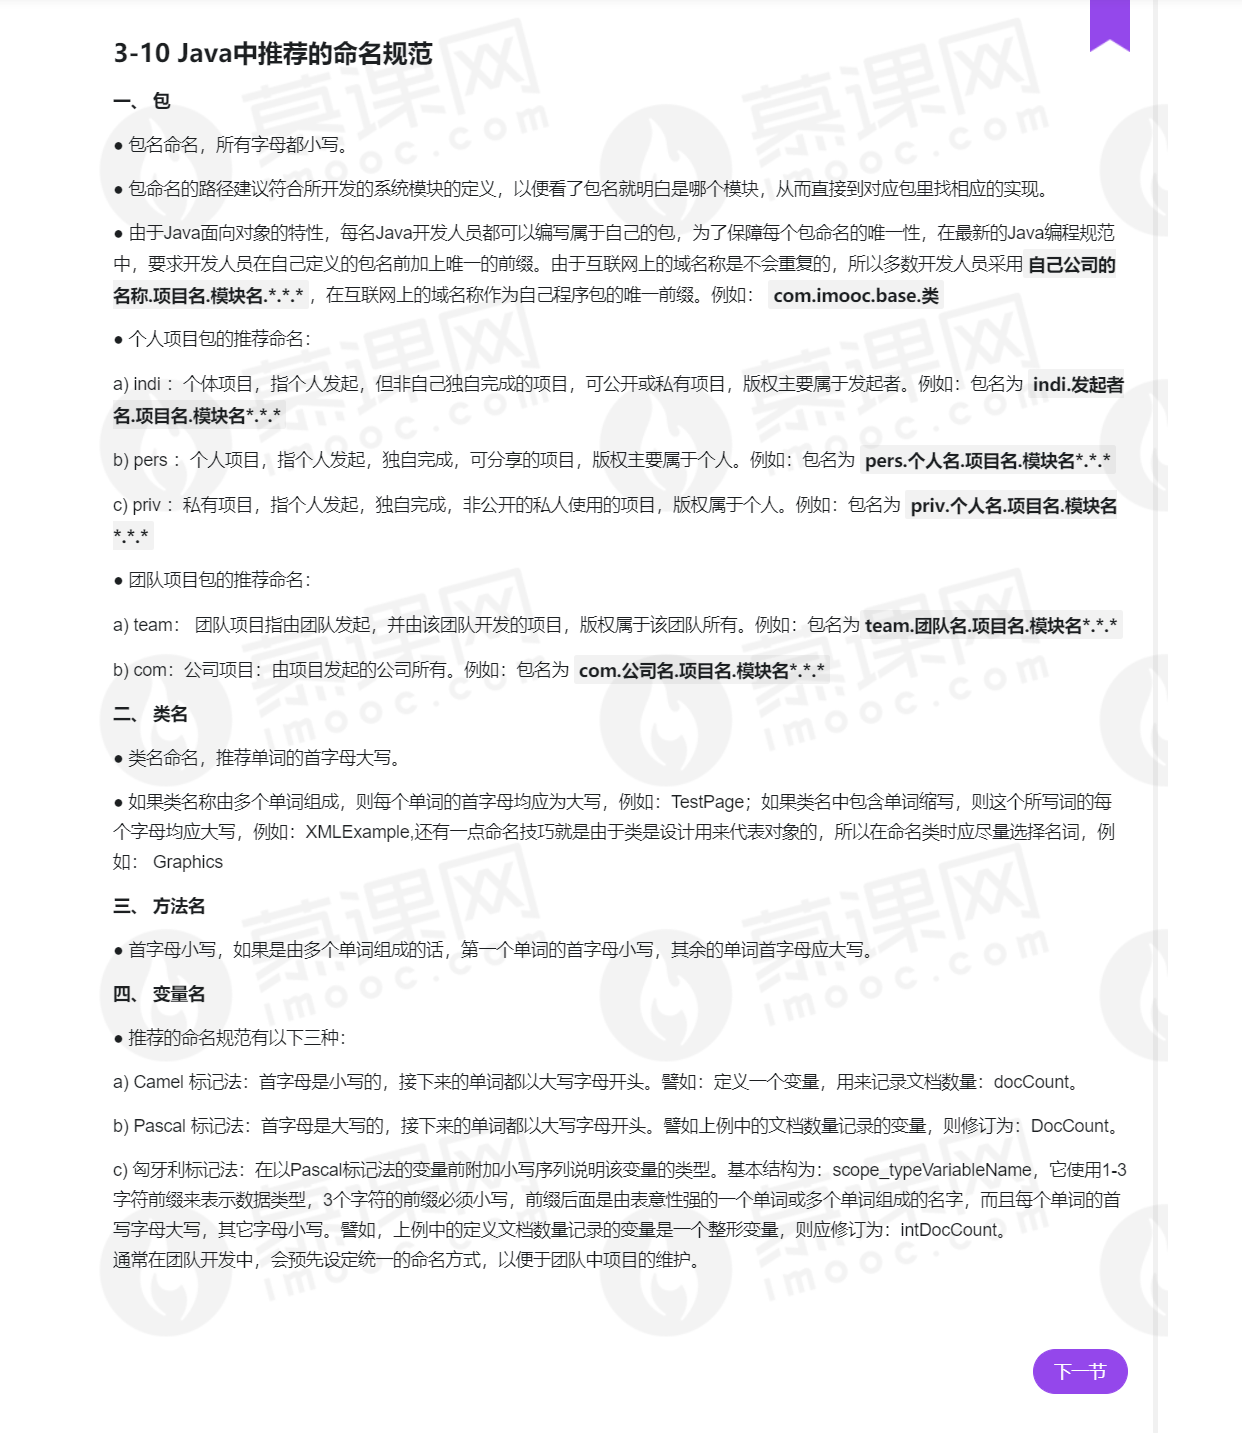 3-10 Java中推荐的命名规范
一、 包
● 包名命名，所有字母都小写。
● 包命名的路径建议符合所开发的系统模块的定义，以便看了包名就明白是哪个模块，从而直接到对应包里找相应的实现。
● 由于Java面向对象的特性，每名Java开发人员都可以编写属于自己的包，为了保障每个包命名的唯一性，在最新的Java编程规范
中，要求开发人员在自己定义的包名前加上唯一的前缀。由于互联网上的域名称是不会重复的，所以多数开发人员采用 自己公司的
名称.项目名.模块名.*.*.* ，在互联网上的域名称作为自己程序包的唯一前缀。例如： com.imooc.base.类
● 个人项目包的推荐命名：
a) indi ：个体项目，指个人发起，但非自己独自完成的项目，可公开或私有项目，版权主要属于发起者。例如：包名为 indi.发起者
名.项目名.模块名*.*.*
b) pers ：个人项目，指个人发起，独自完成，可分享的项目，版权主要属于个人。例如：包名为 pers.个人名.项目名.模块名*.*.*
c) priv ：私有项目，指个人发起，独自完成，非公开的私人使用的项目，版权属于个人。例如：包名为 priv.个人名.项目名.模块名
*.*.*
● 团队项目包的推荐命名：
a) team： 团队项目指由团队发起，并由该团队开发的项目，版权属于该团队所有。例如：包名为 team.团队名.项目名.模块名*.*.*
b) com：公司项目：由项目发起的公司所有。例如：包名为 com.公司名.项目名.模块名*.*.*
二、 类名
● 类名命名，推荐单词的首字母大写。
● 如果类名称由多个单词组成，则每个单词的首字母均应为大写，例如：TestPage；如果类名中包含单词缩写，则这个所写词的每
个字母均应大写，例如：XMLExample,还有一点命名技巧就是由于类是设计用来代表对象的，所以在命名类时应尽量选择名词，例
如： Graphics
三、 方法名
● 首字母小写，如果是由多个单词组成的话，第一个单词的首字母小写，其余的单词首字母应大写。
四、 变量名
● 推荐的命名规范有以下三种：
a) Camel 标记法：首字母是小写的，接下来的单词都以大写字母开头。譬如：定义一个变量，用来记录文档数量：docCount。
b) Pascal 标记法：首字母是大写的，接下来的单词都以大写字母开头。譬如上例中的文档数量记录的变量，则修订为：DocCount。
c) 匈牙利标记法：在以Pascal标记法的变量前附加小写序列说明该变量的类型。基本结构为：scope_typeVariableName，它使用1-3
字符前缀来表示数据类型，3个字符的前缀必须小写，前缀后面是由表意性强的一个单词或多个单词组成的名字，而且每个单词的首
写字母大写，其它字母小写。譬如，上例中的定义文档数量记录的变量是一个整形变量，则应修订为：intDocCount。
通常在团队开发中，会预先设定统一的命名方式，以便于团队中项目的维护。
下一节